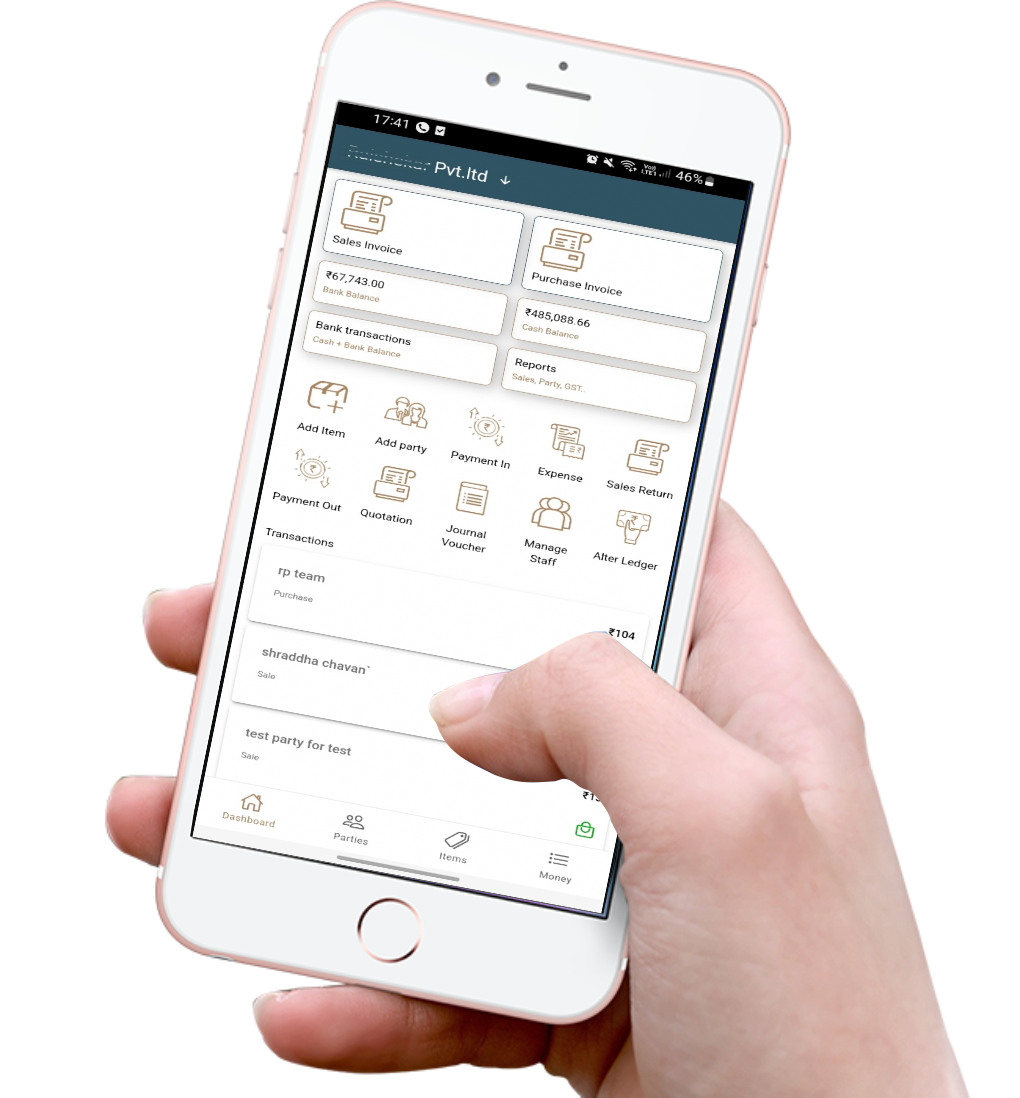 17:41
46%
Pvt.ltd
Sales Invoice
Purchase Invoice
₹67,743.00
Bank Balance
₹485,088.66
Cash Balance
Bank transactions
Cash + Bank Balance
Reports
Sales, Party, GST..
Add Item
Add party
Payment In
Expense
Sales Return
Payment Out
Quotation
Journal
Voucher
Manage
Staff
Alter Ledger
Transactions
rp team
Purchase
₹104
shraddha chavan`
Sale
test party for test
Sale
Dashboard
Parties
Items
Money